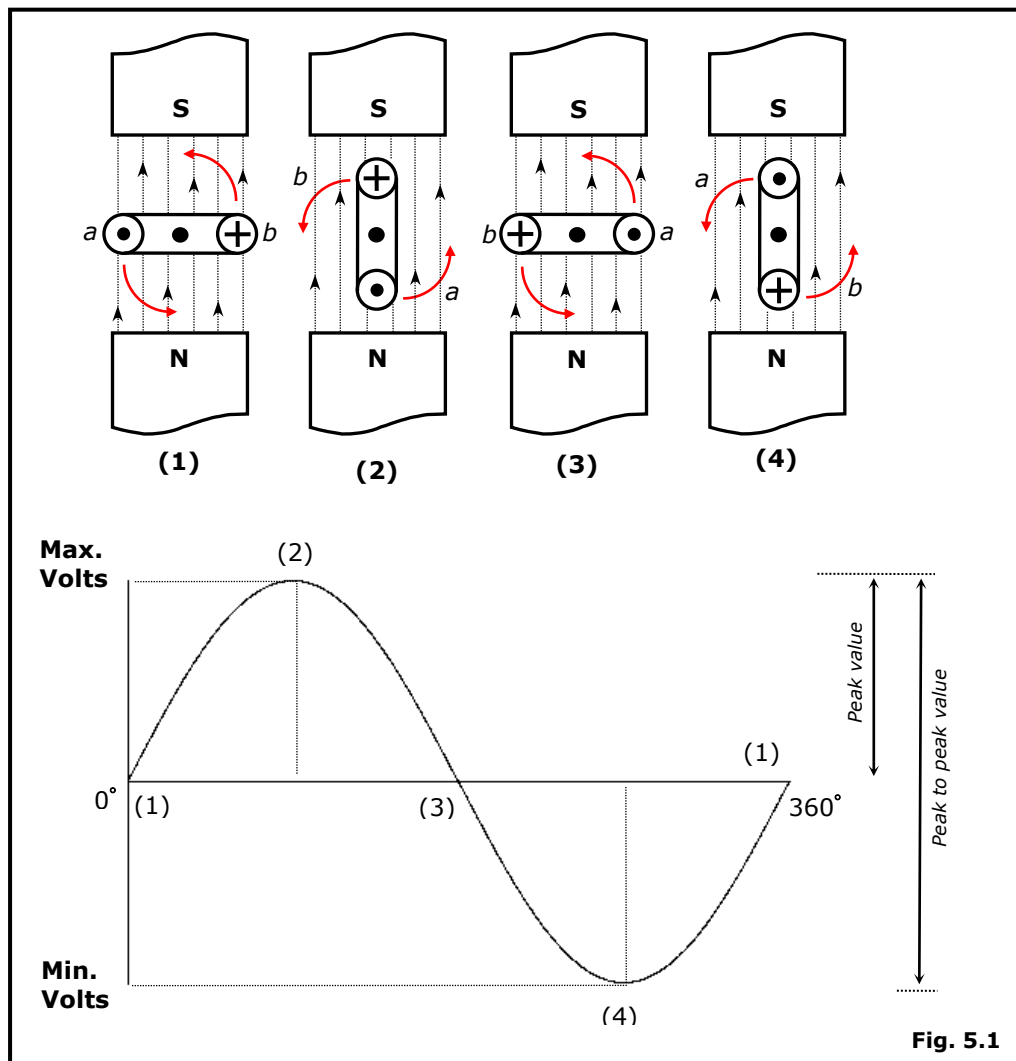 S S S S
a b b a b a a b
N N N N
(1) (2) (3) (4)
Max.
Volts
(2)
Peak value
Peak to peak value
0° (1) (3) (1) 360°
Min.
Volts
(4)
Fig. 5.1